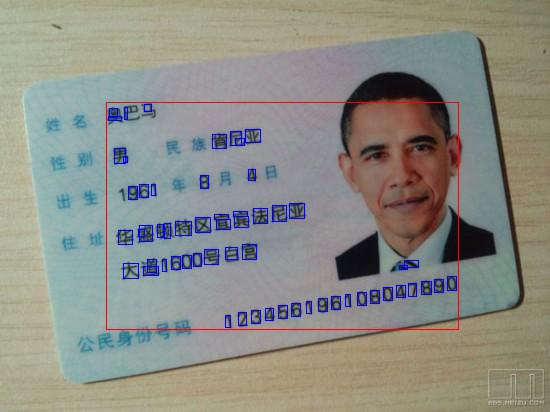 姓名 奥巴马
性别 男 民族 肯尼亚
出生 1961 年 8 月 4 日
住址 华盛顿特区宜宾法尼亚
大道1600号白宫
公民身份号码 123456196108047890
BBS.MEIZU.COM